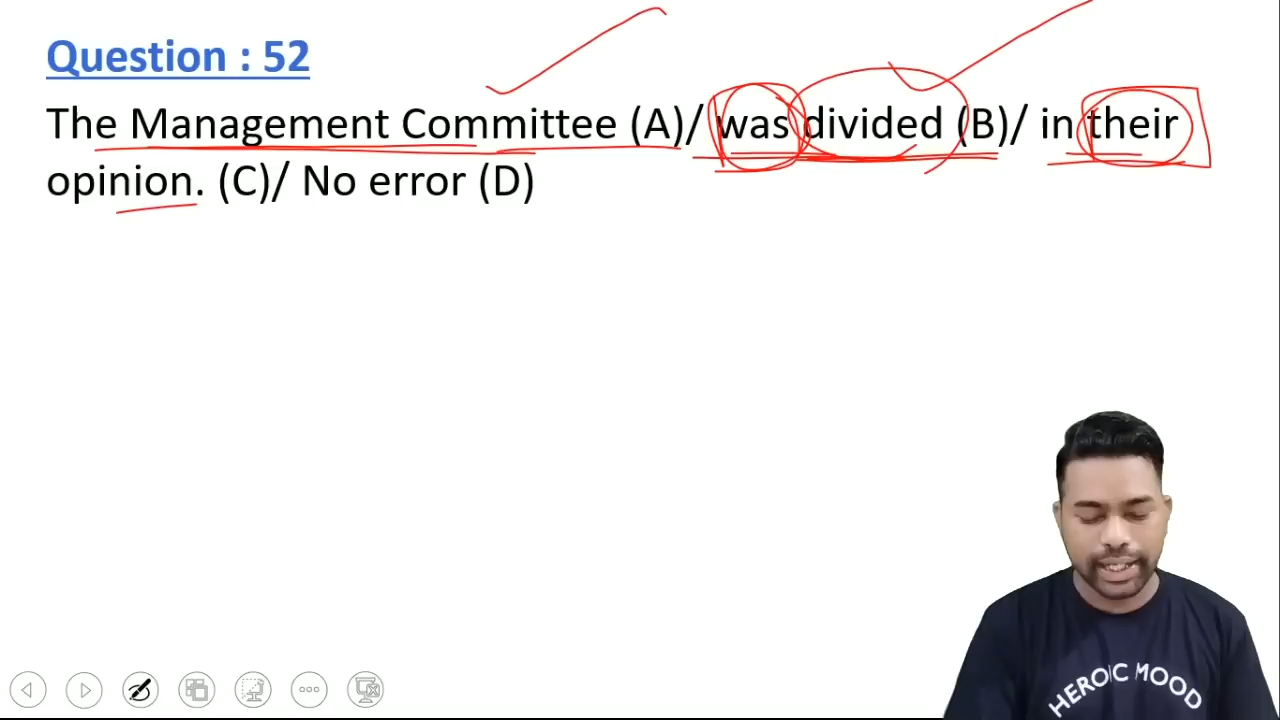 Question : 52
The Management Committee (A)/ was divided (B)/ in their
opinion. (C)/ No error (D)
HEROIC MOOD